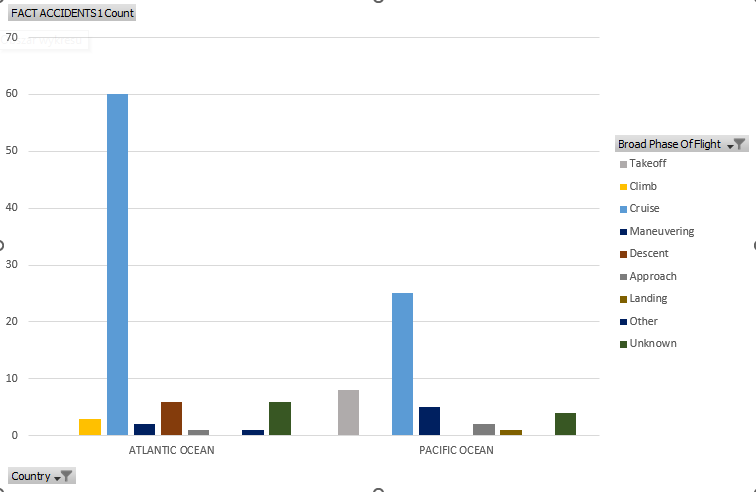 FACT ACCIDENTS1 Count
70
60
50
40
30
20
10
0
ATLANTIC OCEAN
PACIFIC OCEAN
Broad Phase Of Flight
Takeoff
Climb
Cruise
Maneuvering
Descent
Approach
Landing
Other
Unknown
Country